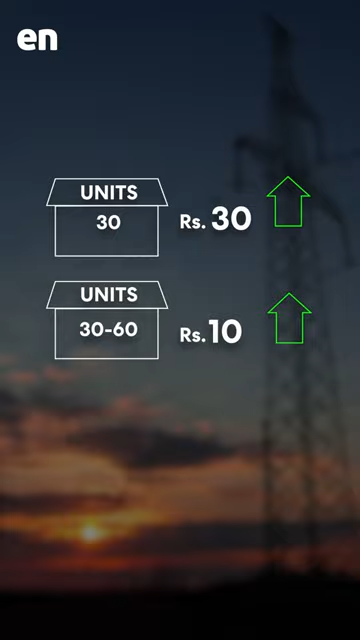 en
UNITS
30
Rs. 30
UNITS
30-60
Rs. 10